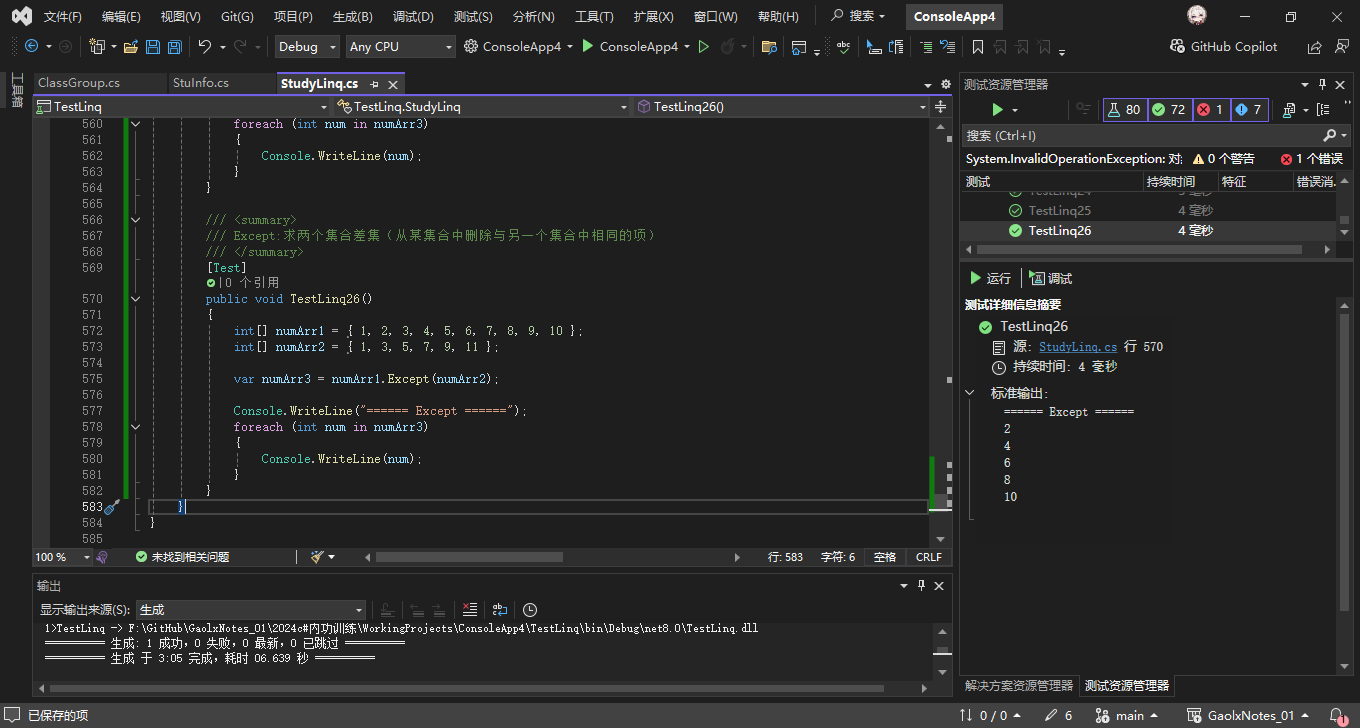 文件(F) 编辑(E) 视图(V) Git(G) 项目(P) 生成(B) 调试(D) 测试(S) 分析(N) 工具(T) 扩展(X) 窗口(W) 帮助(H) 搜索 ConsoleApp4
Debug Any CPU ConsoleApp4 ConsoleApp4 GitHub Copilot
工具箱
ClassGroup.cs StuInfo.cs StudyLinq.cs
TestLinq TestLinq.StudyLinq TestLinq26()
560 foreach (int num in numArr3)
561 {
562 Console.WriteLine(num);
563 }
564 }
565
566 /// <summary>
567 /// Except:求两个集合差集（从某集合中删除与另一个集合中相同的项）
568 /// </summary>
569 [Test]
|0 个引用
570 public void TestLinq26()
571 {
572 int[] numArr1 = { 1, 2, 3, 4, 5, 6, 7, 8, 9, 10 };
573 int[] numArr2 = { 1, 3, 5, 7, 9, 11 };
574
575 var numArr3 = numArr1.Except(numArr2);
576
577 Console.WriteLine("====== Except ======");
578 foreach (int num in numArr3)
579 {
580 Console.WriteLine(num);
581 }
582 }
583 }
584 }
585
100 % 未找到相关问题 行: 583 字符: 6 空格 CRLF
输出
显示输出来源(S): 生成
1>TestLinq -> F:\GitHub\GaolxNotes_01\2024c#内功训练\WorkingProjects\ConsoleApp4\TestLinq\bin\Debug\net8.0\TestLinq.dll
========== 生成: 1 成功，0 失败，0 最新，0 已跳过 ==========
========== 生成 于 3:05 完成，耗时 06.639 秒 ==========
测试资源管理器
80 72 1 7
搜索 (Ctrl+I)
System.InvalidOperationException: 对 0 个警告 1 个错误
测试 持续时间 特征 错误消
TestLinq24
TestLinq25 4 毫秒
TestLinq26 4 毫秒
运行 调试
测试详细信息摘要
TestLinq26
源: StudyLinq.cs 行 570
持续时间: 4 毫秒
标准输出:
====== Except ======
2
4
6
8
10
解决方案资源管理器 测试资源管理器
已保存的项 0 / 0 6 main GaolxNotes_01 1